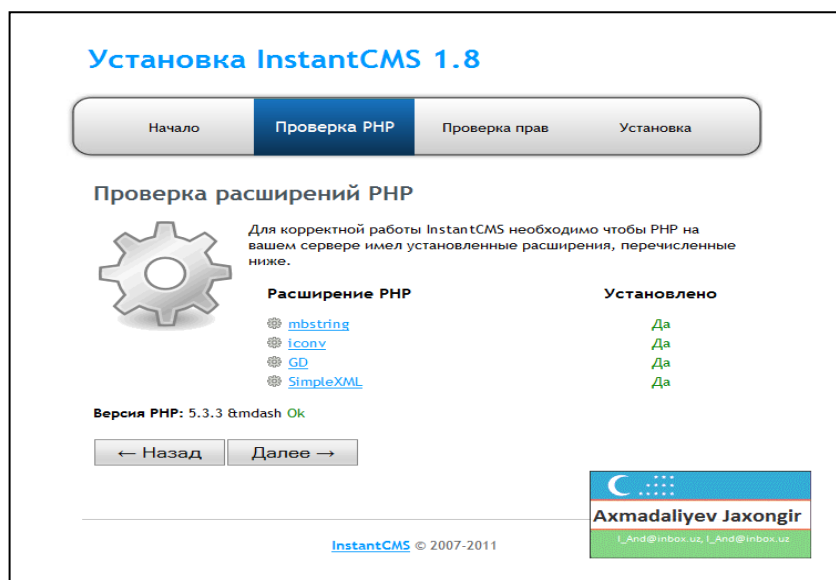 Установка InstantCMS 1.8
Начало Проверка PHP Проверка прав Установка
Проверка расширений PHP
Для корректной работы InstantCMS необходимо чтобы PHP на
вашем сервере имел установленные расширения, перечисленные
ниже.
Расширение PHP Установлено
mbstring Да
iconv Да
GD Да
SimpleXML Да
Версия PHP: 5.3.3 &mdash Ok
← Назад Далее →
Axmadaliyev Jaxongir
I_And@inbox.uz, I_And@inbox.uz
InstantCMS © 2007-2011